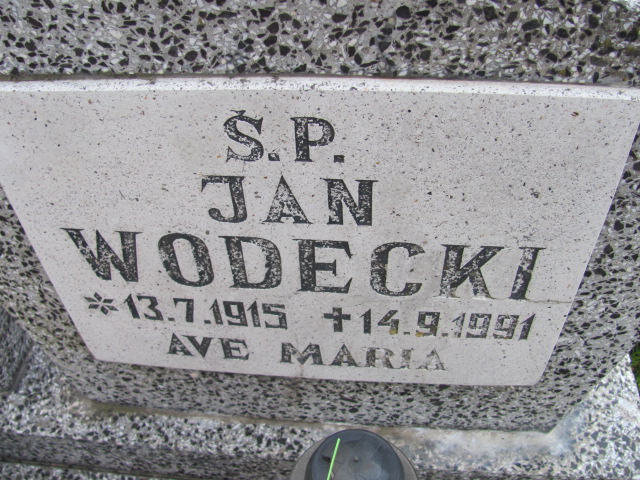 Ś.P.
JAN
WODECKI
* 13.7.1915 ✝ 14.9.1991
AVE MARIA